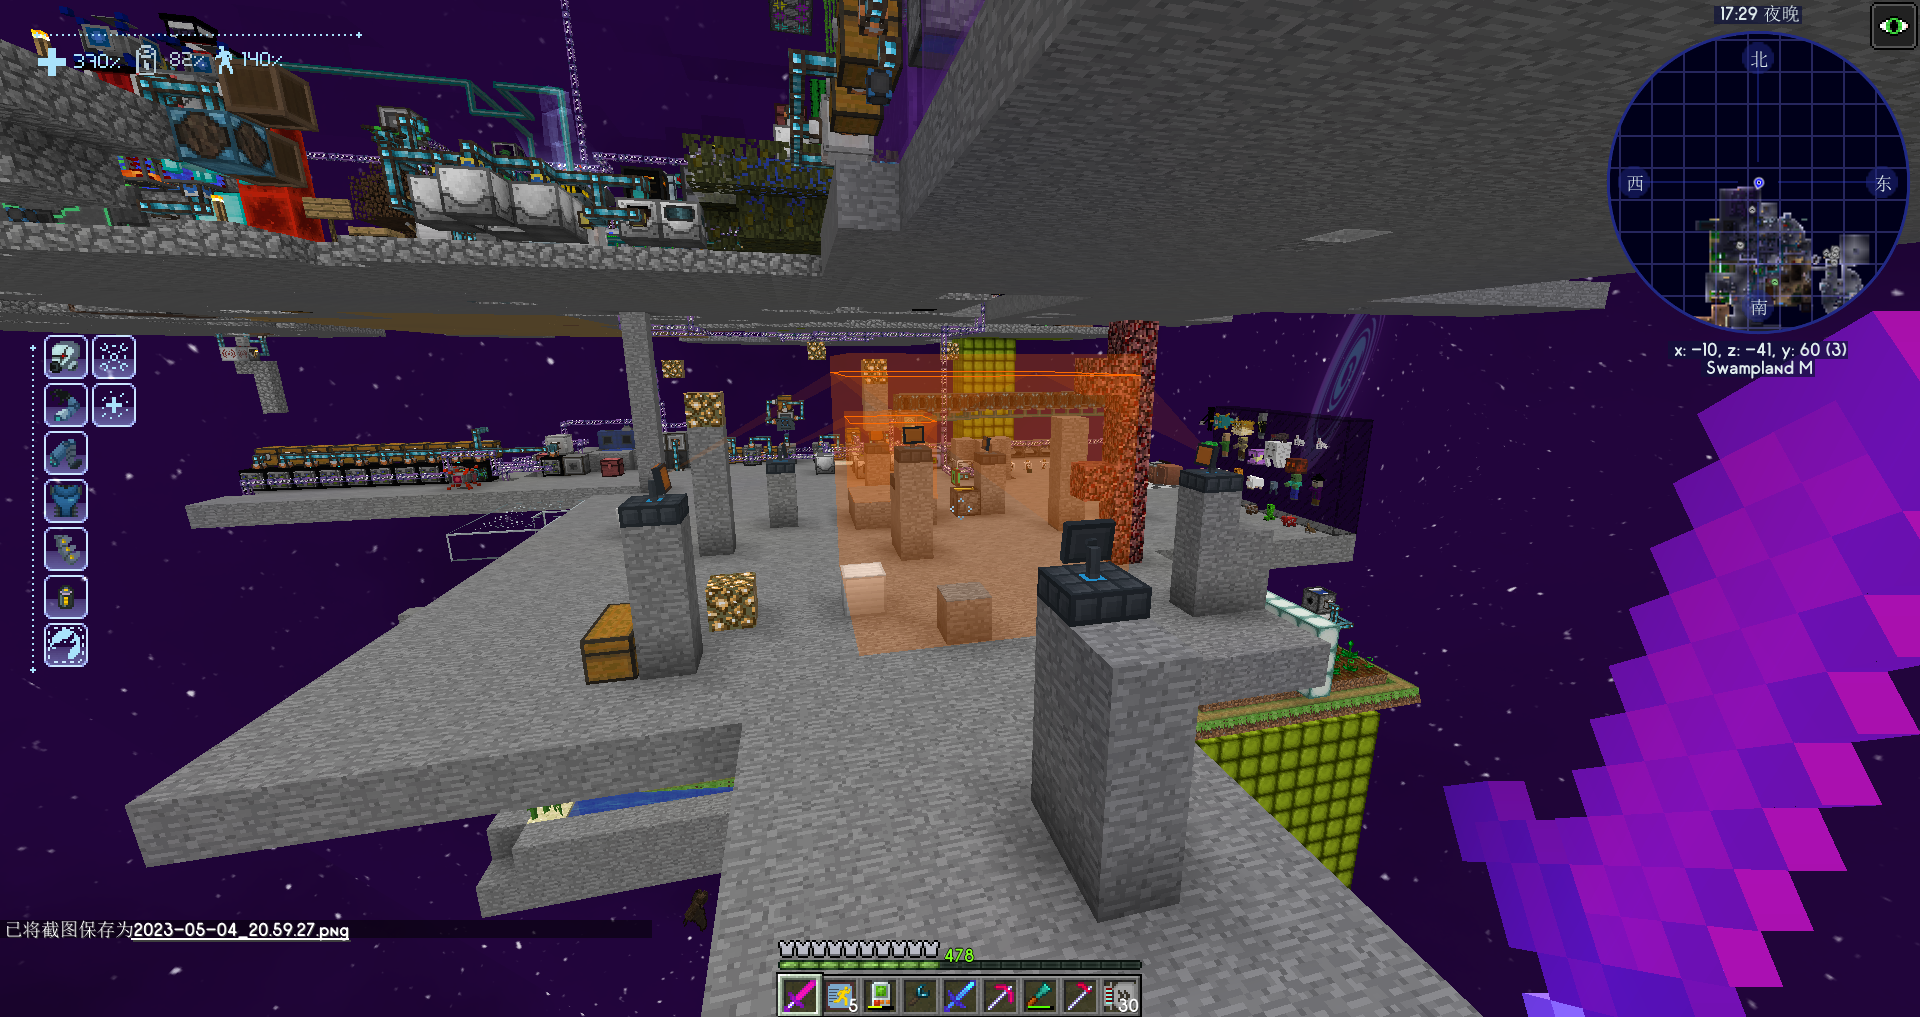 17:29 夜晚
370% 82% 140%
北
西 东
南
x: -10, z: -41, y: 60 (3)
Swampland M
已将截图保存为2023-05-04_20.59.27.png
478
5
30